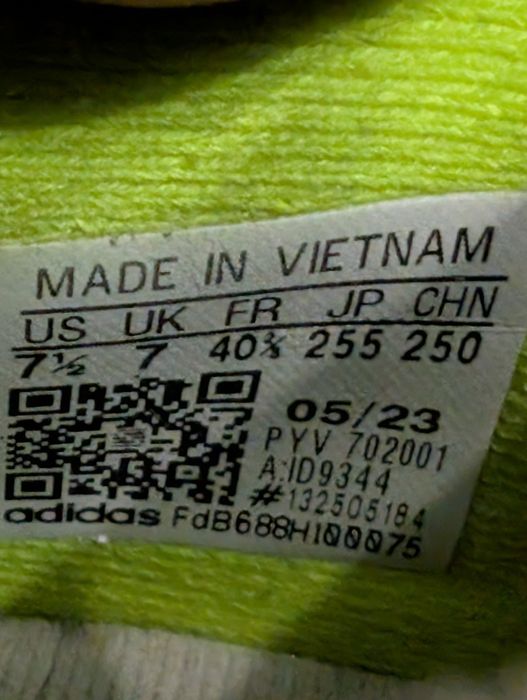 MADE IN VIETNAM
US UK FR JP CHN
7½ 7 40⅔ 255 250
05/23
PYV 702001
A:ID9344
#132505184
adidas FdB688H100075